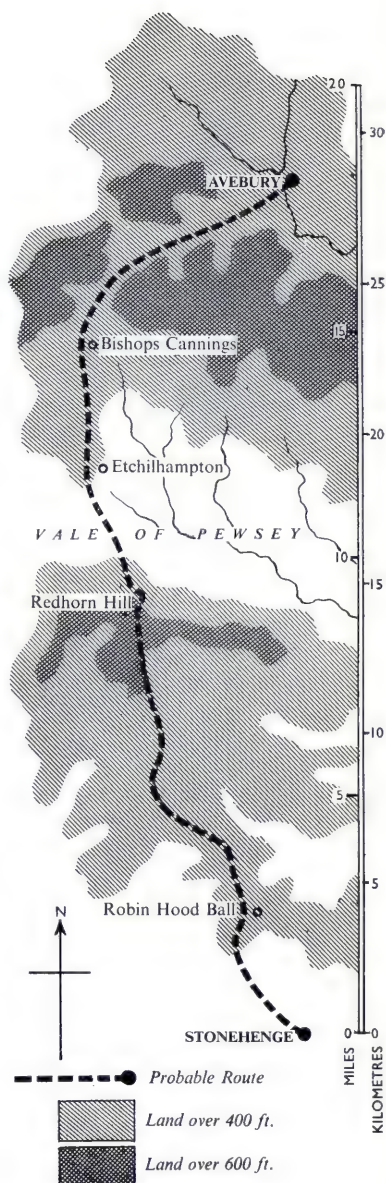 20
30
AVEBURY
25
15
Bishops Cannings
20
Etchilhampton
VALE OF PEWSEY
10
15
Redhorn Hill
10
5
5
Robin Hood Ball
N
STONEHENGE
0 0
MILES
KILOMETRES
Probable Route
Land over 400 ft.
Land over 600 ft.